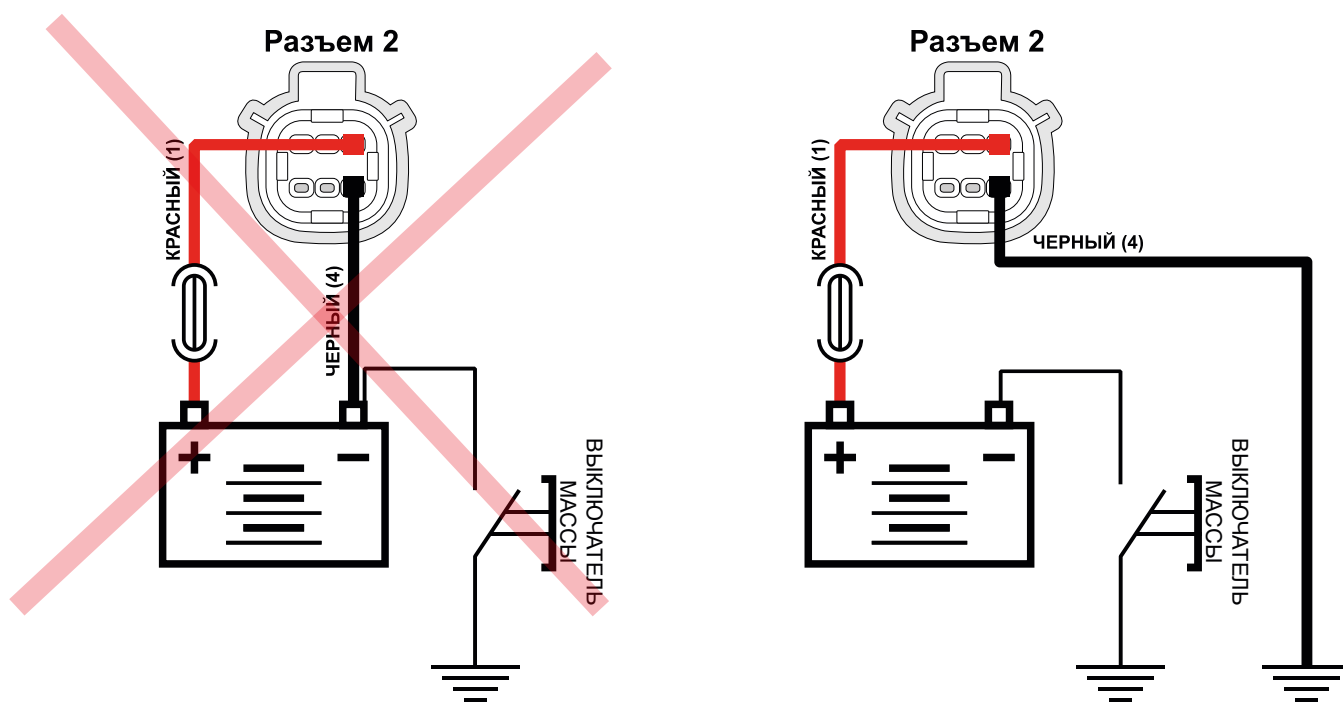 Разъем 2
КРАСНЫЙ (1)
ЧЕРНЫЙ (4)
+ −
ВЫКЛЮЧАТЕЛЬ
МАССЫ
Разъем 2
КРАСНЫЙ (1)
ЧЕРНЫЙ (4)
+ −
ВЫКЛЮЧАТЕЛЬ
МАССЫ